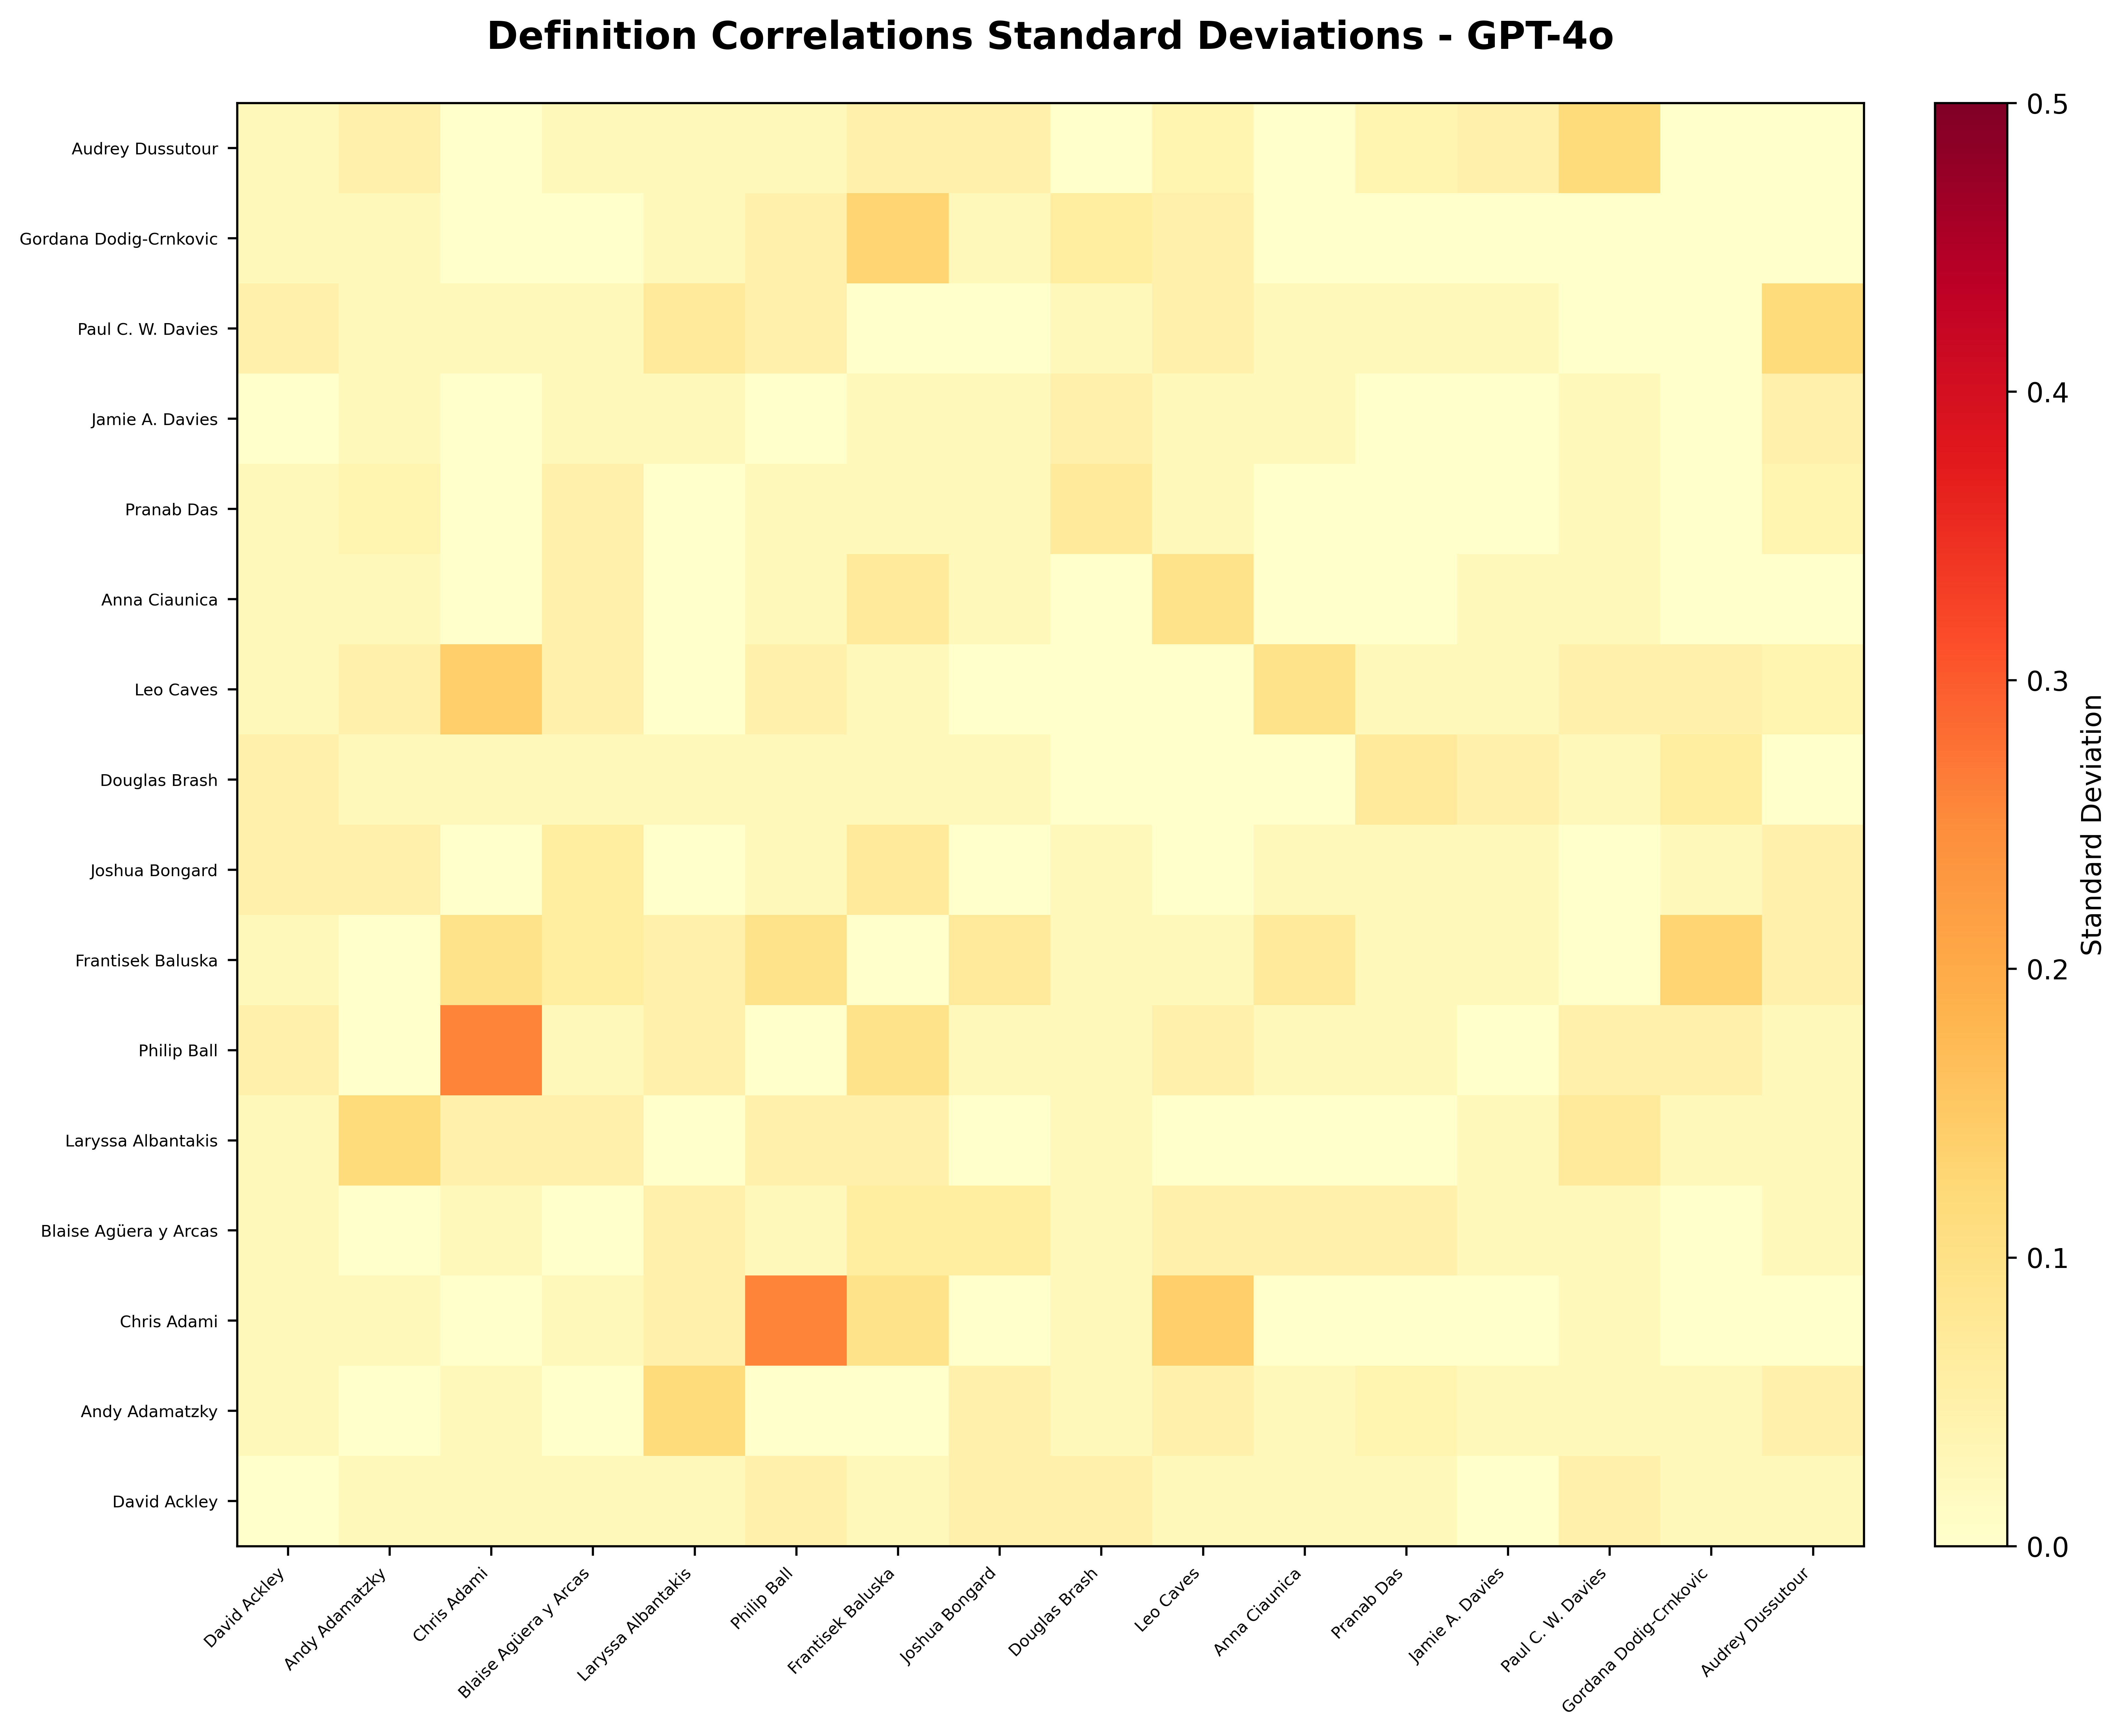 Definition Correlations Standard Deviations - GPT-4o
Audrey Dussutour
Gordana Dodig-Crnkovic
Paul C. W. Davies
Jamie A. Davies
Pranab Das
Anna Ciaunica
Leo Caves
Douglas Brash
Joshua Bongard
Frantisek Baluska
Philip Ball
Laryssa Albantakis
Blaise Agüera y Arcas
Chris Adami
Andy Adamatzky
David Ackley
David Ackley
Andy Adamatzky
Chris Adami
Blaise Agüera y Arcas
Laryssa Albantakis
Philip Ball
Frantisek Baluska
Joshua Bongard
Douglas Brash
Leo Caves
Anna Ciaunica
Pranab Das
Jamie A. Davies
Paul C. W. Davies
Gordana Dodig-Crnkovic
Audrey Dussutour
0.5
0.4
0.3
0.2
0.1
0.0
Standard Deviation